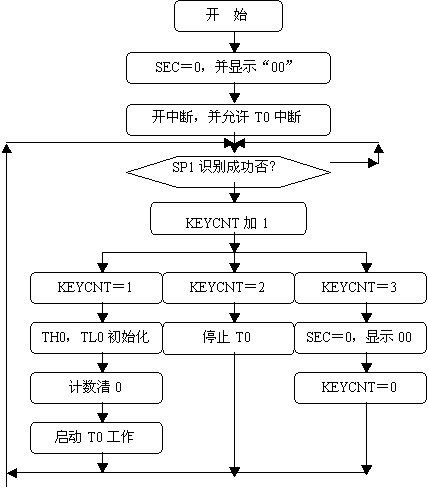 开 始
SEC＝0，并显示“00”
开中断，并允许 T0 中断
SP1 识别成功否？
KEYCNT 加 1
KEYCNT＝1
KEYCNT＝2
KEYCNT＝3
TH0，TL0 初始化
停止 T0
SEC＝0，显示 00
计数清 0
KEYCNT＝0
启动 T0 工作